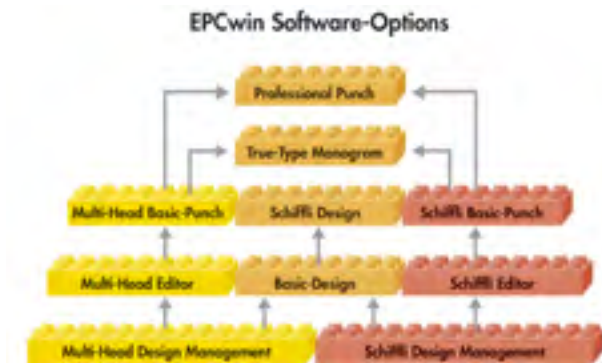 EPCwin Software-Options
Professional Punch
True-Type Monogram
Multi-Head Basic-Punch
Schiffli Design
Schiffli Basic-Punch
Multi-Head Editor
Basic-Design
Schiffli Editor
Multi-Head Design Management
Schiffli Design Management